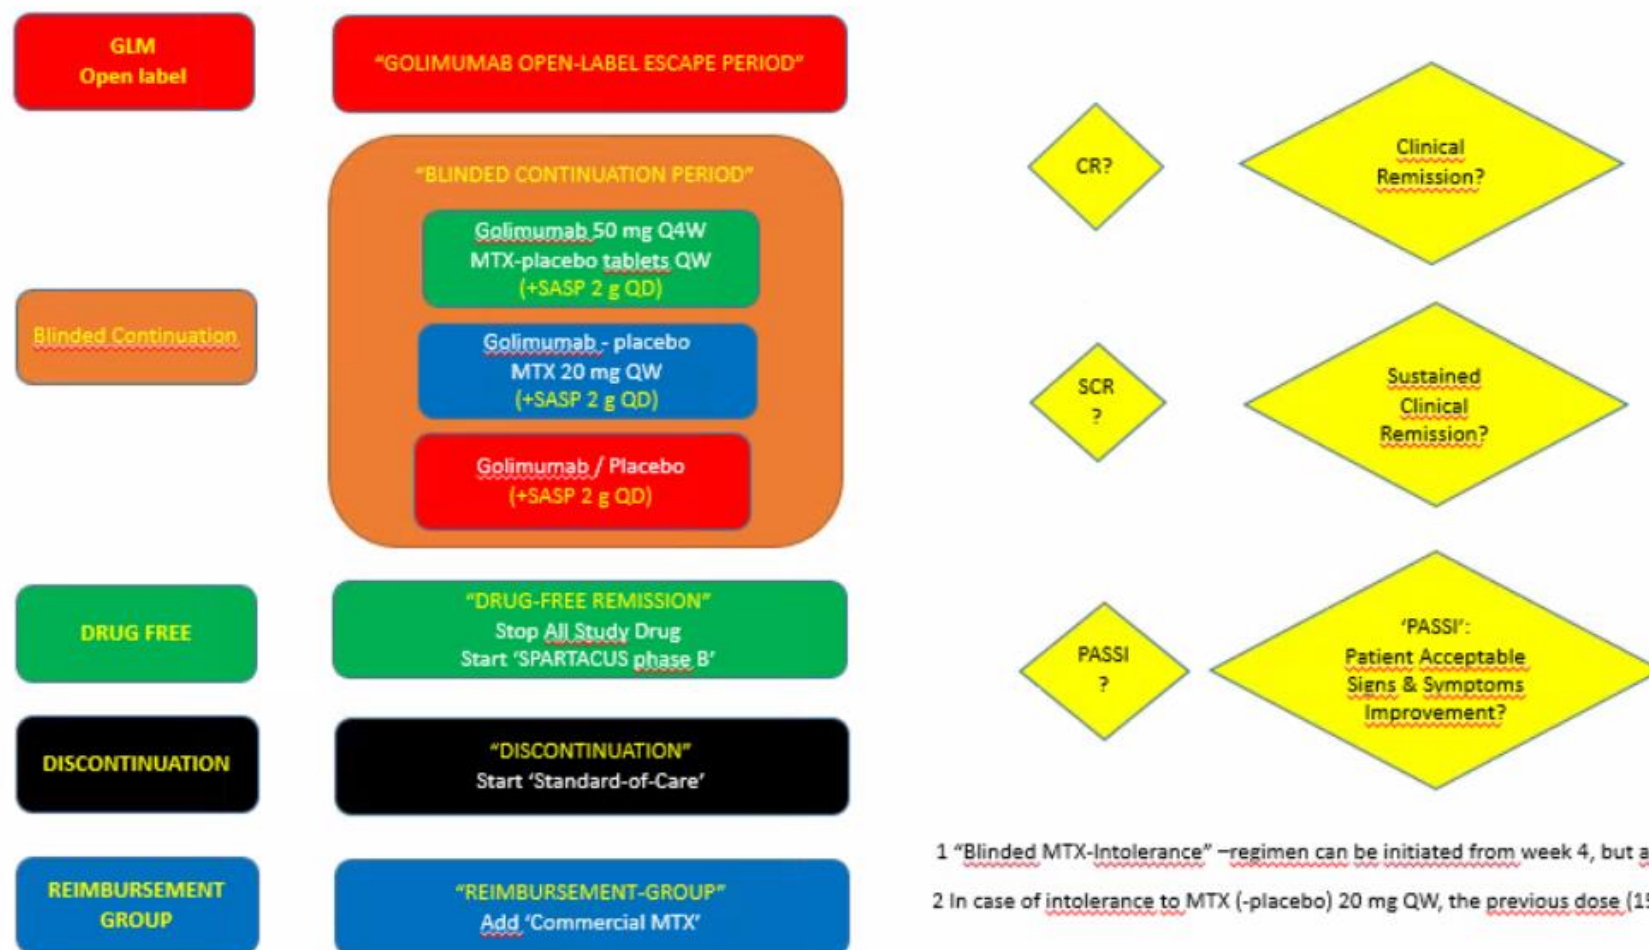 GLM
Open label
"GOLIMUMAB OPEN-LABEL ESCAPE PERIOD"
"BLINDED CONTINUATION PERIOD"
Golimumab 50 mg Q4W
MTX-placebo tablets QW
(+SASP 2 g QD)
Blinded Continuation
Golimumab - placebo
MTX 20 mg QW
(+SASP 2 g QD)
Golimumab / Placebo
(+SASP 2 g QD)
DRUG FREE
"DRUG-FREE REMISSION"
Stop All Study Drug
Start 'SPARTACUS phase B'
DISCONTINUATION
"DISCONTINUATION"
Start 'Standard-of-Care'
REIMBURSEMENT
GROUP
"REIMBURSEMENT-GROUP"
Add 'Commercial MTX'
CR?
Clinical
Remission?
SCR
?
Sustained
Clinical
Remission?
PASSI
?
'PASSI':
Patient Acceptable
Signs & Symptoms
Improvement?
1 "Blinded MTX-Intolerance" –regimen can be initiated from week 4, but
2 In case of intolerance to MTX (-placebo) 20 mg QW, the previous dose